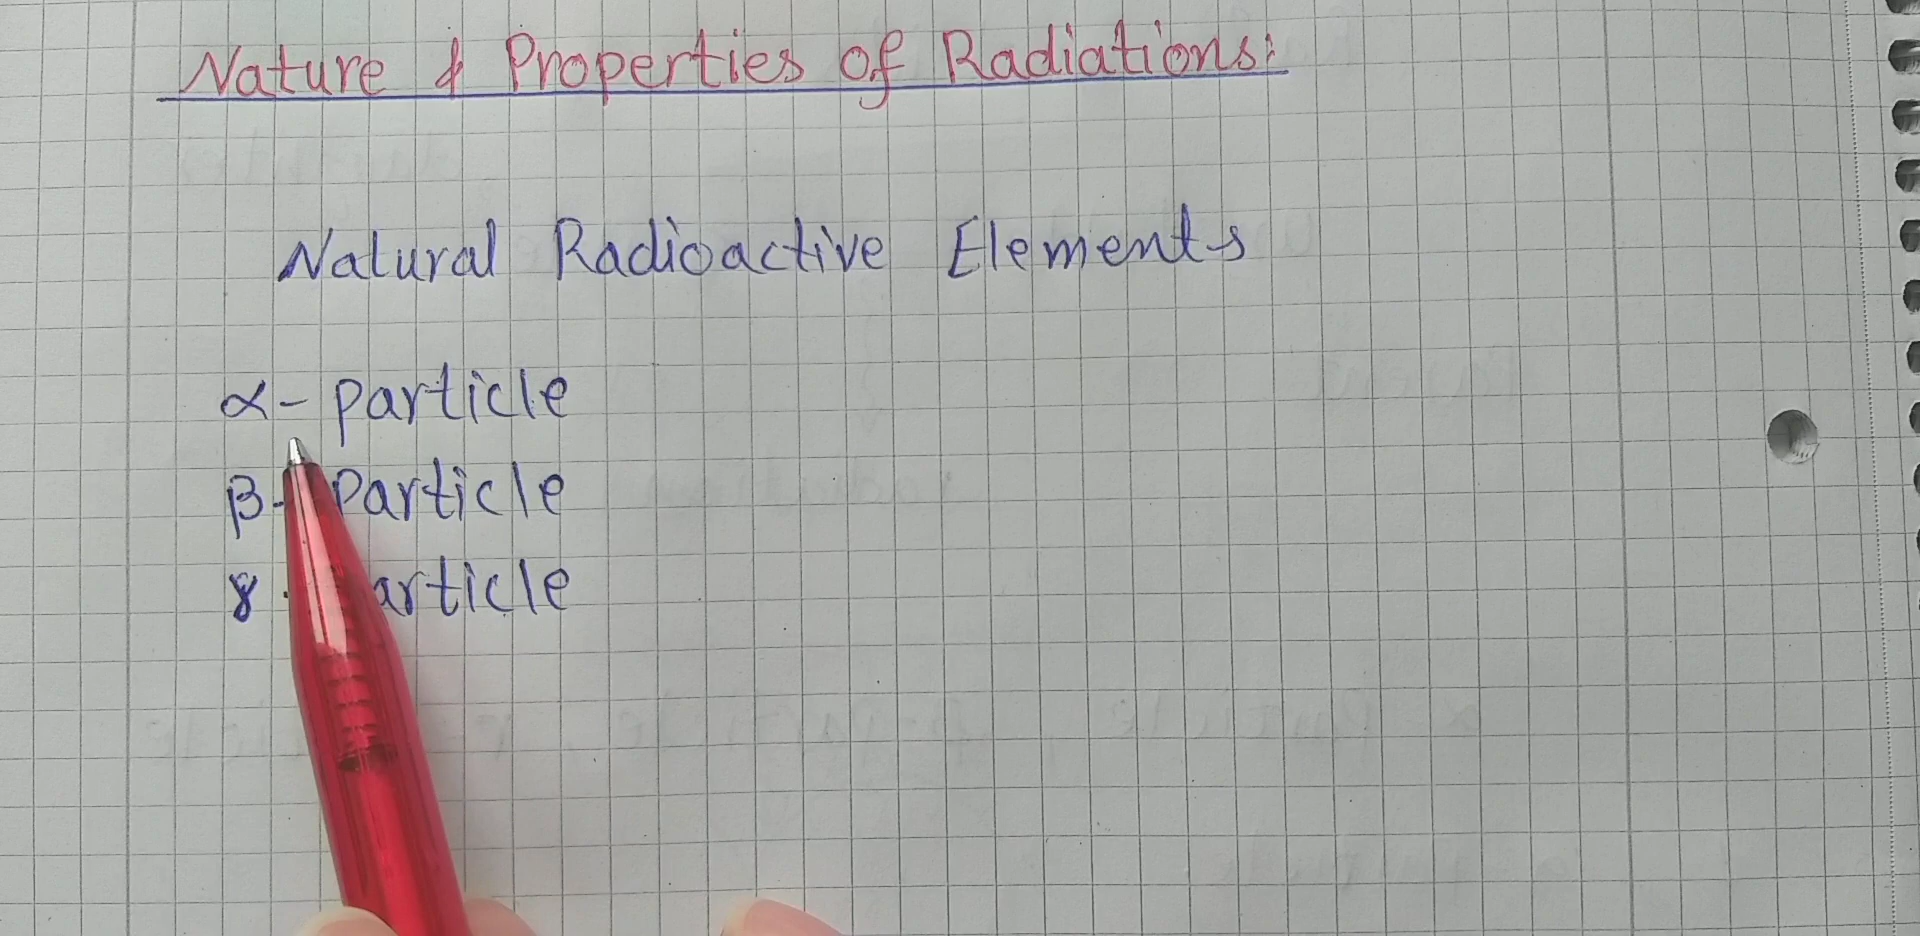 Nature & Properties of Radiations:
Natural Radioactive Elements
α- particle
β- particle
γ - article